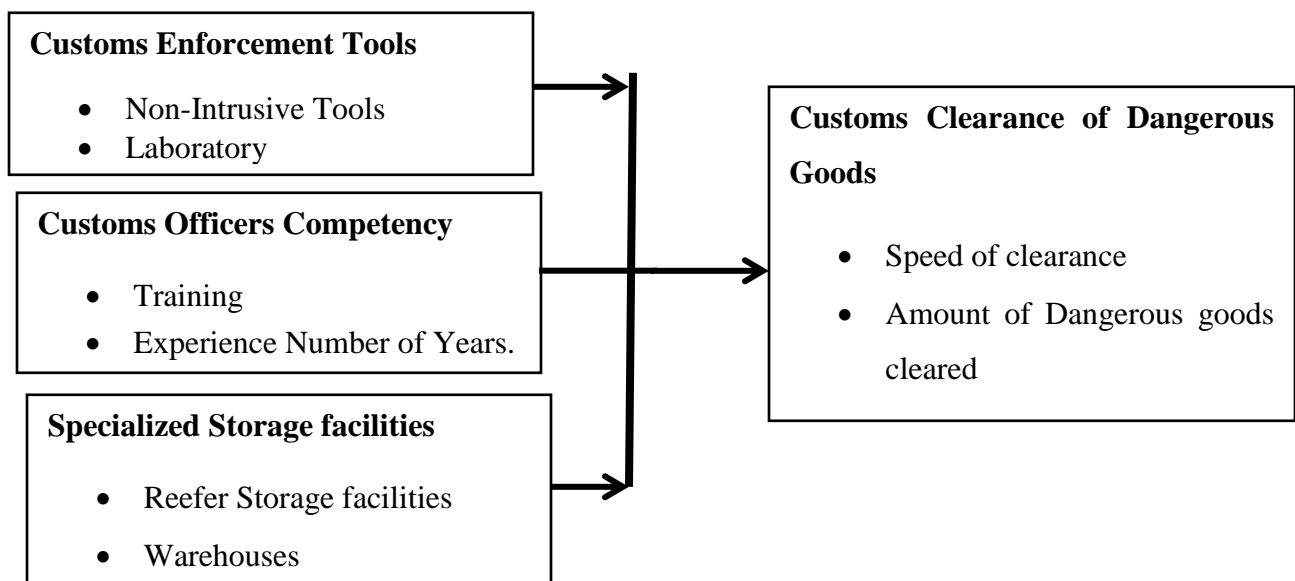 Customs Enforcement Tools
• Non-Intrusive Tools
• Laboratory
Customs Officers Competency
• Training
• Experience Number of Years.
Specialized Storage facilities
• Reefer Storage facilities
• Warehouses
Customs Clearance of Dangerous
Goods
• Speed of clearance
• Amount of Dangerous goods
cleared